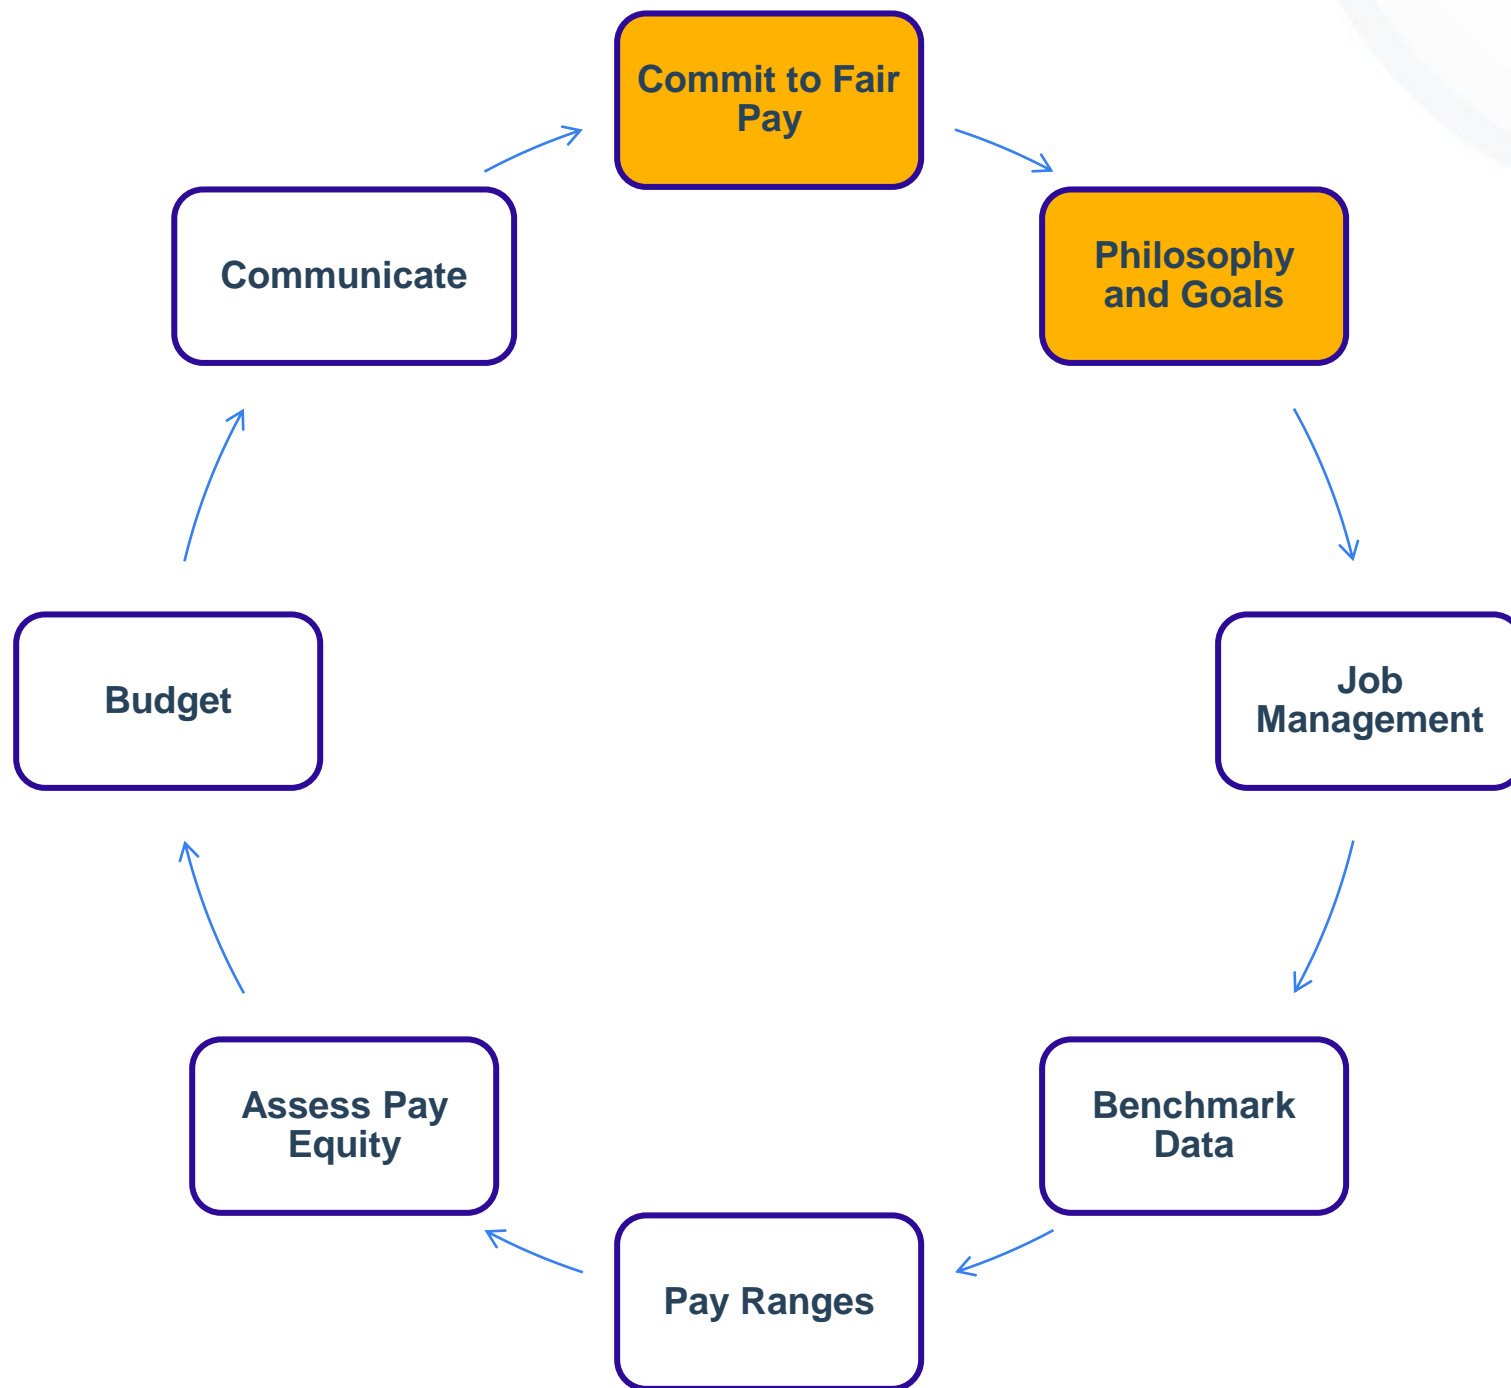 Commit to Fair
Pay
Philosophy
and Goals
Job
Management
Benchmark
Data
Pay Ranges
Assess Pay
Equity
Budget
Communicate